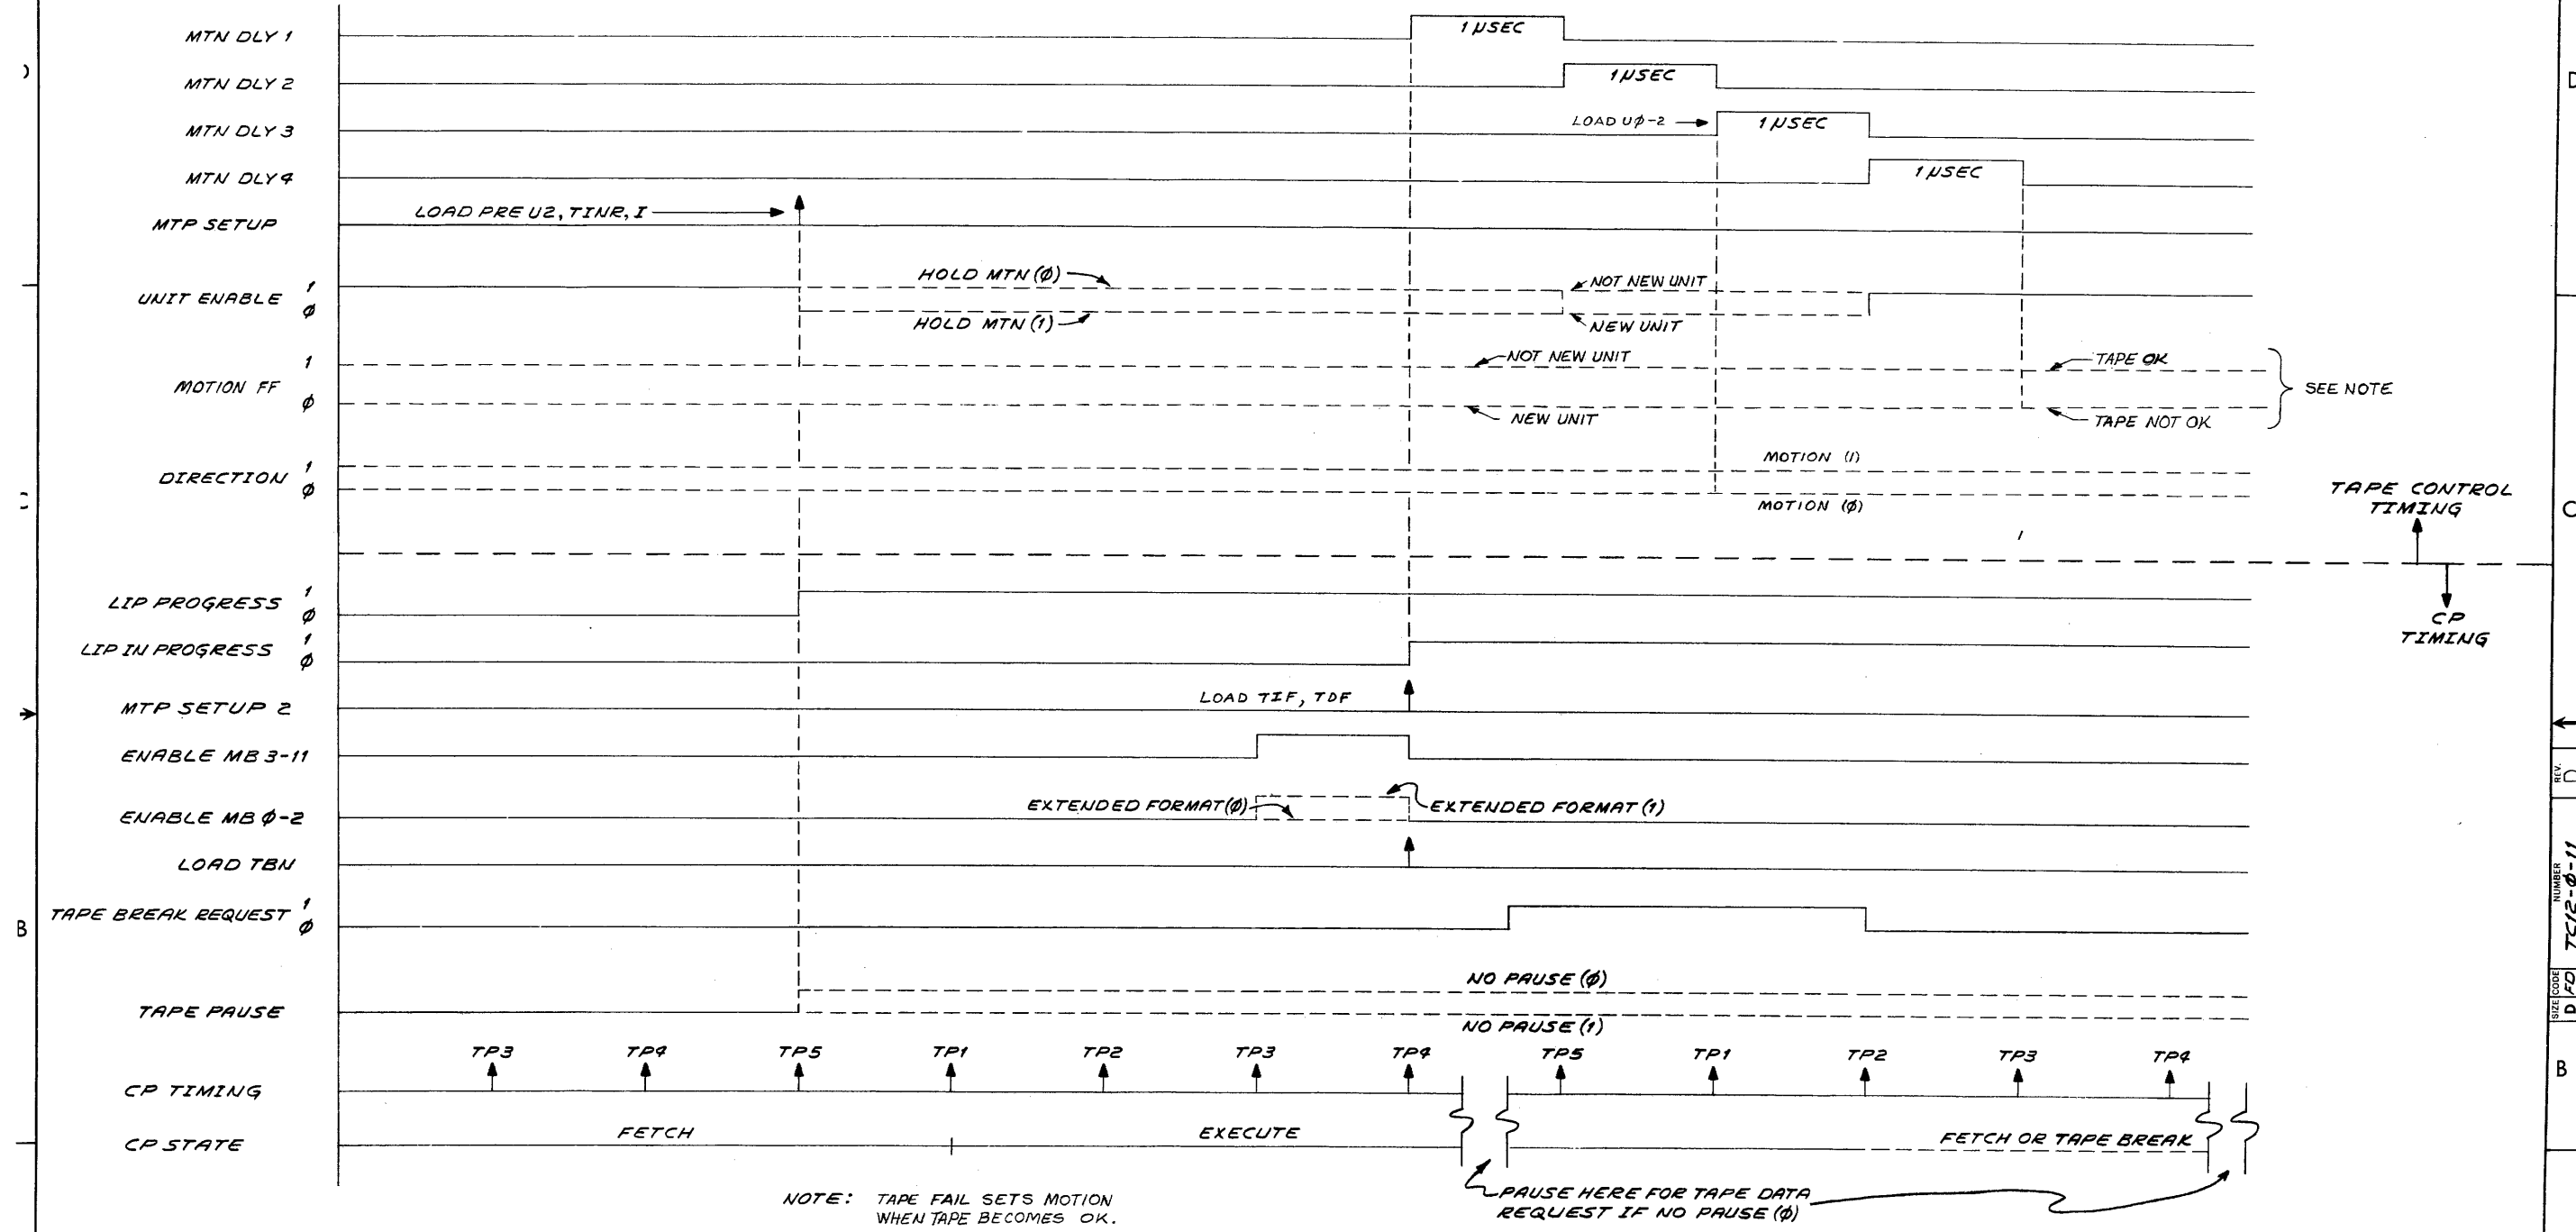 MTN DLY 1
1 µSEC
MTN DLY 2
1 µSEC
D
MTN DLY 3
LOAD Uø-2
1 µSEC
MTN DLY 4
1 µSEC
MTP SETUP
LOAD PRE U2, TINR, I
UNIT ENABLE 1
ø
HOLD MTN (ø)
HOLD MTN (1)
NOT NEW UNIT
NEW UNIT
MOTION FF 1
ø
NOT NEW UNIT
NEW UNIT
TAPE OK
TAPE NOT OK
SEE NOTE
DIRECTION 1
ø
MOTION (1)
MOTION (ø)
TAPE CONTROL
TIMING
C
CP
TIMING
LIP PROGRESS 1
ø
LIP IN PROGRESS 1
ø
MTP SETUP 2
LOAD TIF, TDF
ENABLE MB 3-11
ENABLE MB ø-2
EXTENDED FORMAT (ø)
EXTENDED FORMAT (1)
LOAD TBN
TAPE BREAK REQUEST 1
ø
B
TAPE PAUSE
NO PAUSE (ø)
NO PAUSE (1)
CP TIMING
TP3 TP4 TP5 TP1 TP2 TP3 TP4 TP5 TP1 TP2 TP3 TP4
B
CP STATE
FETCH
EXECUTE
FETCH OR TAPE BREAK
PAUSE HERE FOR TAPE DATA
REQUEST IF NO PAUSE (ø)
NOTE: TAPE FAIL SETS MOTION
WHEN TAPE BECOMES OK.
SIZE CODE
D FD
NUMBER
TC12-ø-11
REV.
D